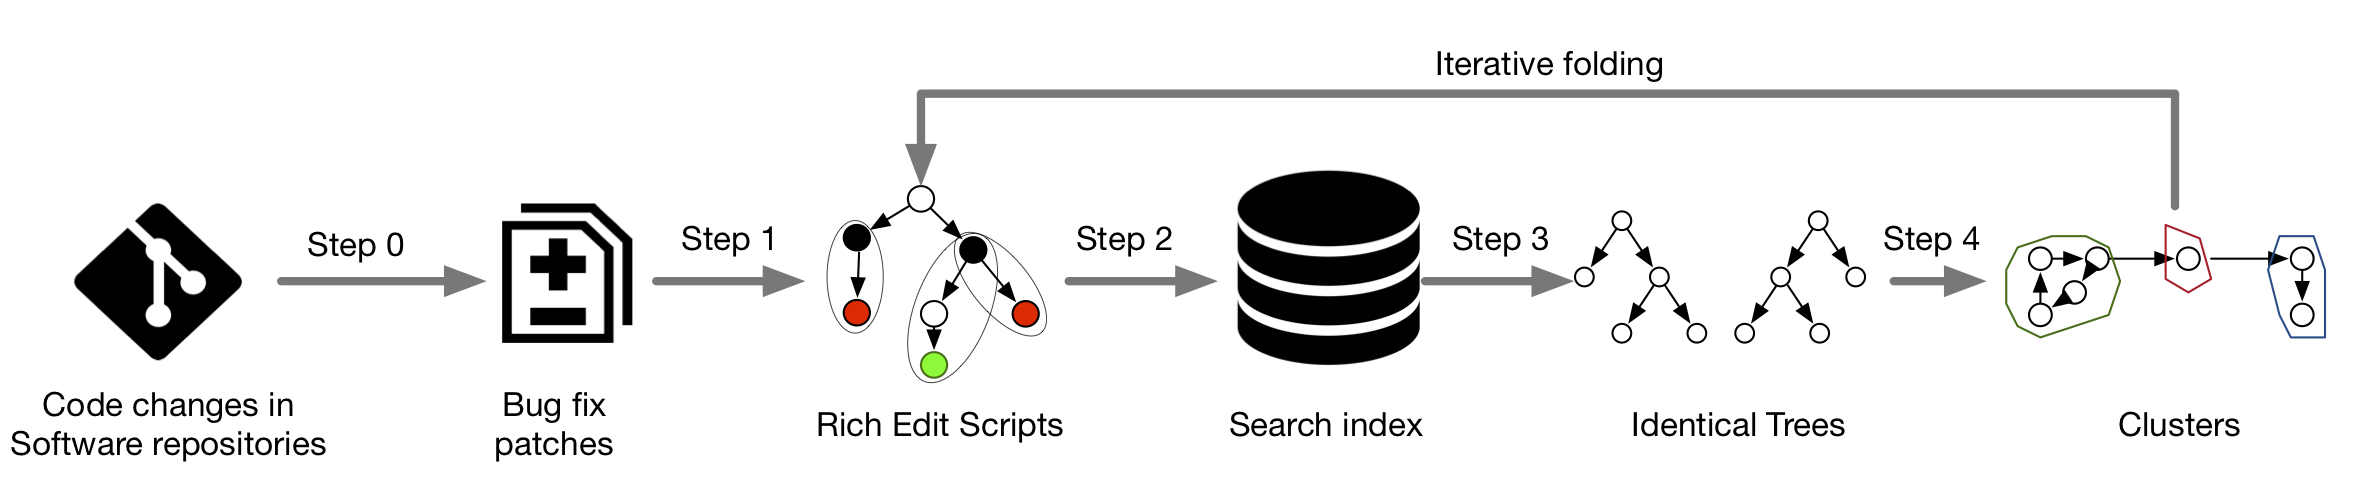 Iterative folding
Step 0
Step 1
Step 2
Step 3
Step 4
Code changes in
Software repositories
Bug fix
patches
Rich Edit Scripts
Search index
Identical Trees
Clusters